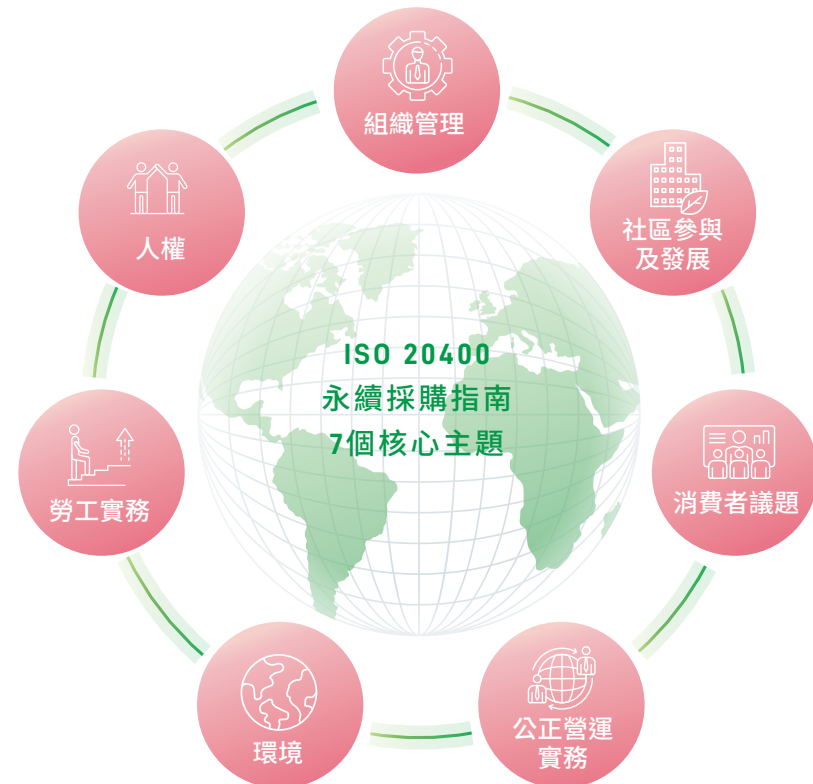 組織管理
社區參與
及發展
消費者議題
公正營運
實務
環境
勞工實務
人權
ISO 20400
永續採購指南
7個核心主題